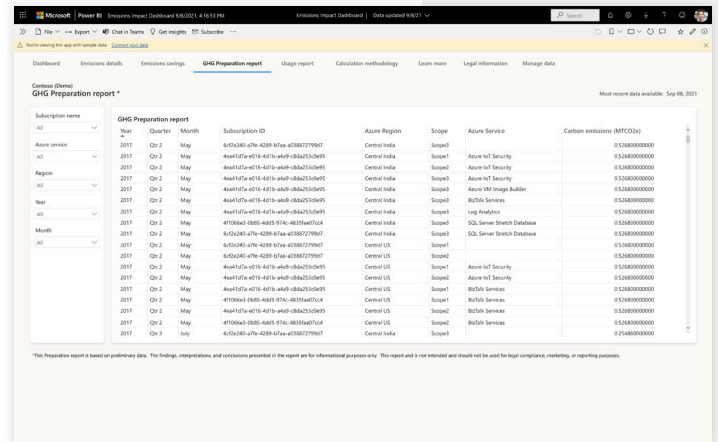 Microsoft Power BI Emissions Impact Dashboard 9/8/2021, 4:16:53 PM Emissions Impact Dashboard | Data updated 9/8/21 Search
File Export Chat in Teams Get insights Subscribe ...
You're viewing this app with sample data. Connect your data
Dashboard Emissions details Emissions savings GHG Preparation report Usage report Calculation methodology Learn more Legal information Manage data
Contoso (Demo)
GHG Preparation report * Most recent data available: Sep 08, 2021
Subscription name
All
Azure service
All
Region
All
Year
All
Month
All
GHG Preparation report
Year Quarter Month Subscription ID Azure Region Scope Azure Service Carbon emissions (MTCO2e)
2017 Qtr 2 May 6cf2e240-a7fe-4289-b7aa-a038872799d7 Central India Scope3 0.526800000000
2017 Qtr 2 May 4ea41d7a-e016-4d1b-a4a9-c8da253c0e95 Central India Scope1 Azure IoT Security 0.526800000000
2017 Qtr 2 May 4ea41d7a-e016-4d1b-a4a9-c8da253c0e95 Central India Scope2 Azure IoT Security 0.526800000000
2017 Qtr 2 May 4ea41d7a-e016-4d1b-a4a9-c8da253c0e95 Central India Scope3 Azure IoT Security 0.526800000000
2017 Qtr 2 May 4ea41d7a-e016-4d1b-a4a9-c8da253c0e95 Central India Scope3 Azure VM Image Builder 0.526800000000
2017 Qtr 2 May 4ea41d7a-e016-4d1b-a4a9-c8da253c0e95 Central India Scope3 BizTalk Services 0.526800000000
2017 Qtr 2 May 4ea41d7a-e016-4d1b-a4a9-c8da253c0e95 Central India Scope3 Log Analytics 0.526800000000
2017 Qtr 2 May 4f1066e3-0b85-4dd5-974c-4835fae07cc4 Central India Scope3 SQL Server Stretch Database 0.526800000000
2017 Qtr 2 May 6cf2e240-a7fe-4289-b7aa-a038872799d7 Central India Scope3 SQL Server Stretch Database 0.526800000000
2017 Qtr 2 May 6cf2e240-a7fe-4289-b7aa-a038872799d7 Central US Scope1 0.526800000000
2017 Qtr 2 May 6cf2e240-a7fe-4289-b7aa-a038872799d7 Central US Scope2 0.526800000000
2017 Qtr 2 May 4ea41d7a-e016-4d1b-a4a9-c8da253c0e95 Central US Scope1 Azure IoT Security 0.526800000000
2017 Qtr 2 May 4ea41d7a-e016-4d1b-a4a9-c8da253c0e95 Central US Scope2 Azure IoT Security 0.526800000000
2017 Qtr 2 May 4f1066e3-0b85-4dd5-974c-4835fae07cc4 Central US Scope1 BizTalk Services 0.526800000000
2017 Qtr 2 May 4ea41d7a-e016-4d1b-a4a9-c8da253c0e95 Central US Scope2 BizTalk Services 0.526800000000
2017 Qtr 2 May 4f1066e3-0b85-4dd5-974c-4835fae07cc4 Central US Scope2 BizTalk Services 0.526800000000
2017 Qtr 3 July 6cf2e240-a7fe-4289-b7aa-a038872799d7 Central India Scope3 0.254860000000
*This Preparation report is based on preliminary data. The findings, interpretations, and conclusions presented in the report are for informational purposes only. This report and is not intended and should not be used for legal compliance, marketing, or reporting purposes.